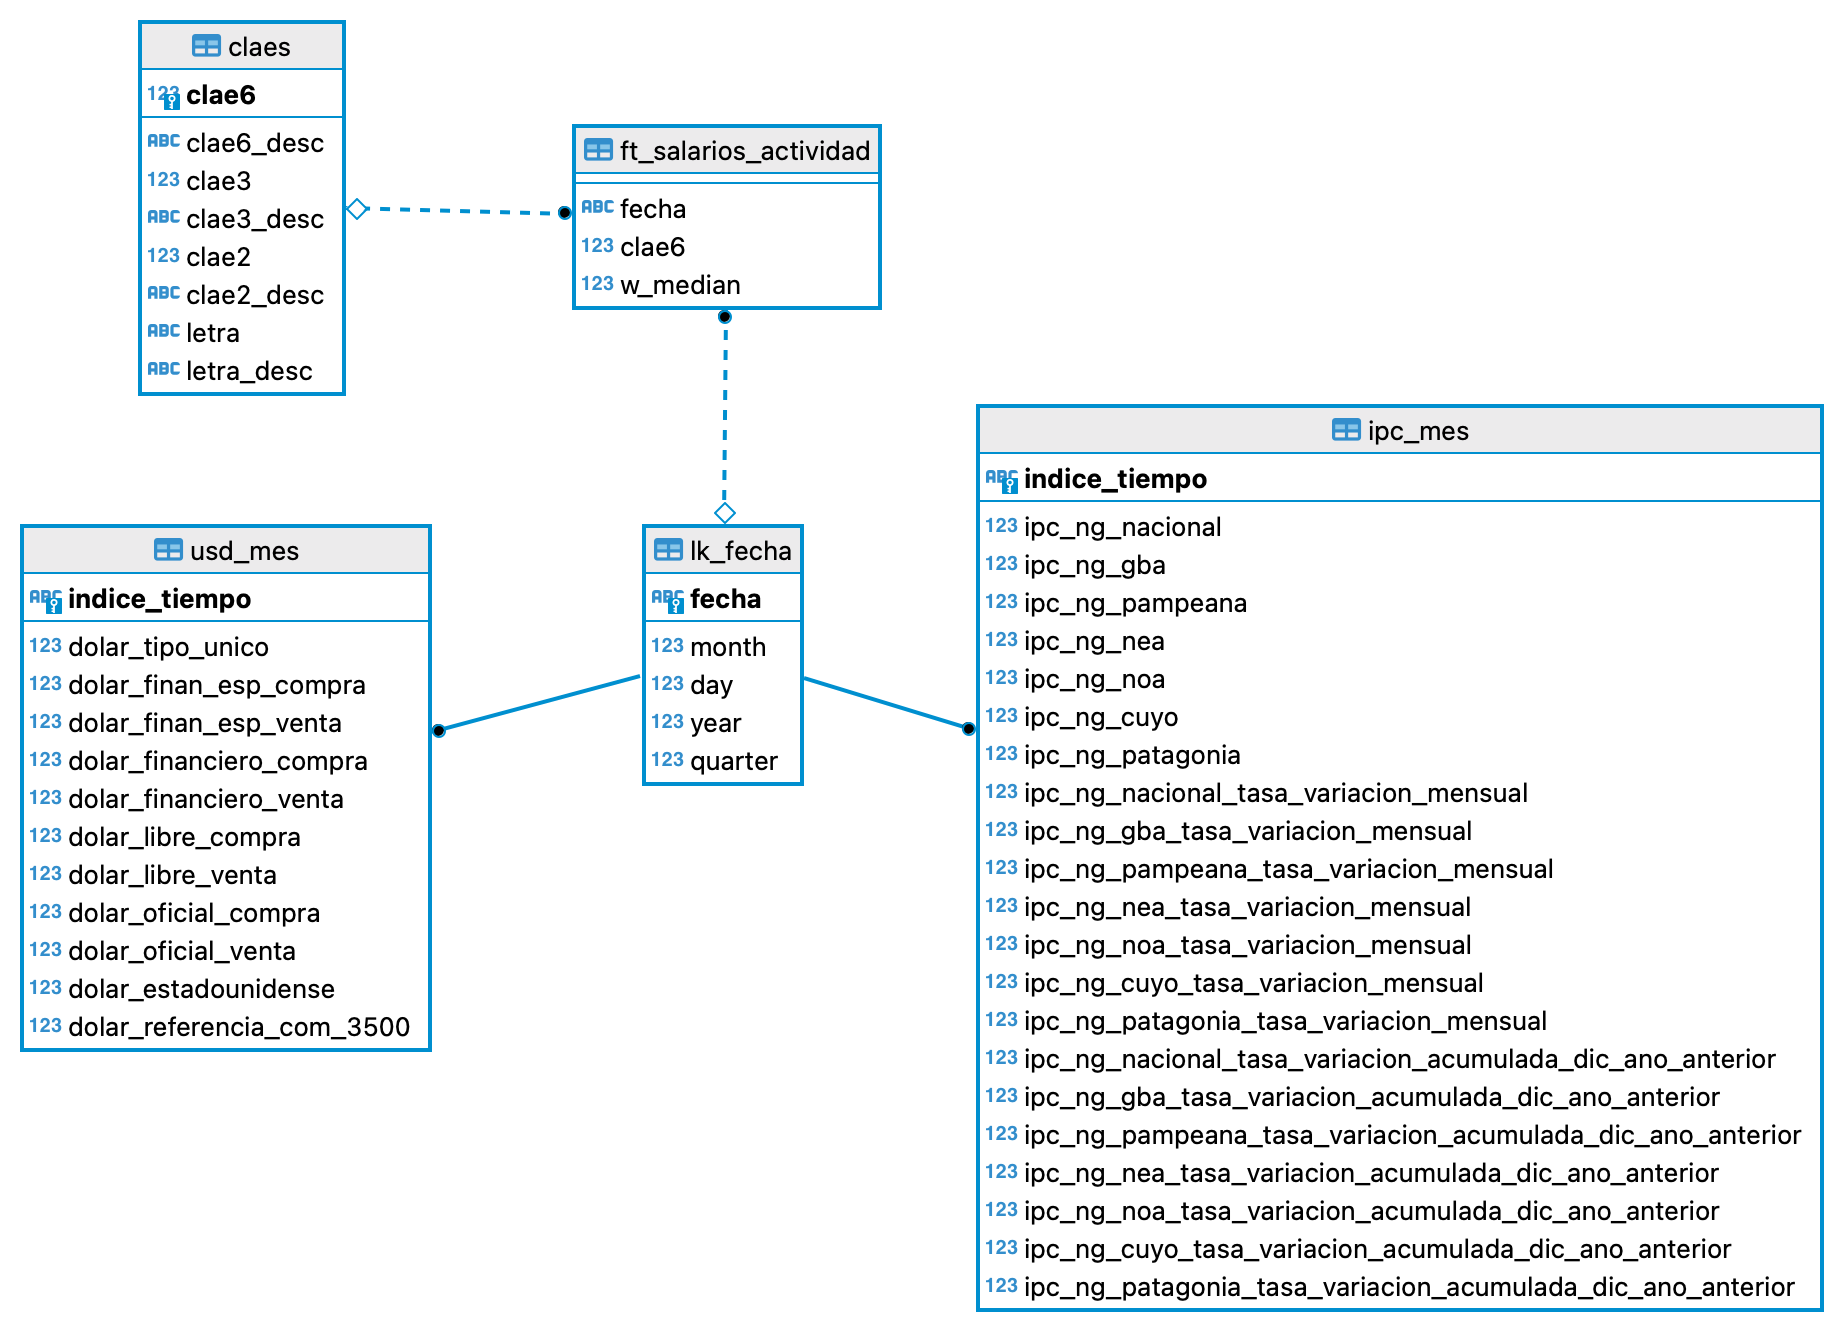 claes
123 clae6
ABC clae6_desc
123 clae3
ABC clae3_desc
123 clae2
ABC clae2_desc
ABC letra
ABC letra_desc
ft_salarios_actividad
ABC fecha
123 clae6
123 w_median
usd_mes
ABC indice_tiempo
123 dolar_tipo_unico
123 dolar_finan_esp_compra
123 dolar_finan_esp_venta
123 dolar_financiero_compra
123 dolar_financiero_venta
123 dolar_libre_compra
123 dolar_libre_venta
123 dolar_oficial_compra
123 dolar_oficial_venta
123 dolar_estadounidense
123 dolar_referencia_com_3500
lk_fecha
ABC fecha
123 month
123 day
123 year
123 quarter
ipc_mes
ABC indice_tiempo
123 ipc_ng_nacional
123 ipc_ng_gba
123 ipc_ng_pampeana
123 ipc_ng_nea
123 ipc_ng_noa
123 ipc_ng_cuyo
123 ipc_ng_patagonia
123 ipc_ng_nacional_tasa_variacion_mensual
123 ipc_ng_gba_tasa_variacion_mensual
123 ipc_ng_pampeana_tasa_variacion_mensual
123 ipc_ng_nea_tasa_variacion_mensual
123 ipc_ng_noa_tasa_variacion_mensual
123 ipc_ng_cuyo_tasa_variacion_mensual
123 ipc_ng_patagonia_tasa_variacion_mensual
123 ipc_ng_nacional_tasa_variacion_acumulada_dic_ano_anterior
123 ipc_ng_gba_tasa_variacion_acumulada_dic_ano_anterior
123 ipc_ng_pampeana_tasa_variacion_acumulada_dic_ano_anterior
123 ipc_ng_nea_tasa_variacion_acumulada_dic_ano_anterior
123 ipc_ng_noa_tasa_variacion_acumulada_dic_ano_anterior
123 ipc_ng_cuyo_tasa_variacion_acumulada_dic_ano_anterior
123 ipc_ng_patagonia_tasa_variacion_acumulada_dic_ano_anterior